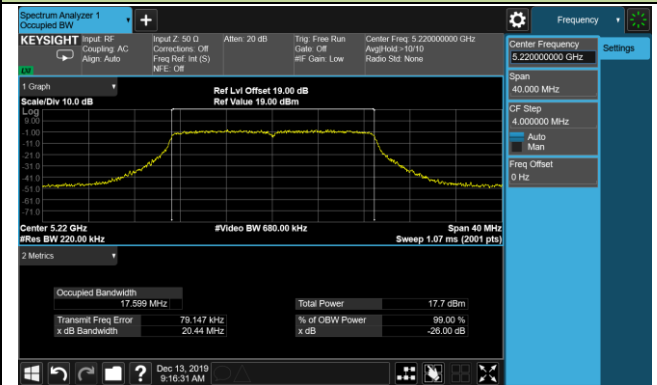 Spectrum Analyzer 1
Occupied BW
+
Frequency
KEYSIGHT
Input: RF
Coupling: AC
Align: Auto
Input Z: 50 Ω
Corrections: Off
Freq Ref: Int (S)
NFE: Off
Atten: 20 dB
Trig: Free Run
Gate: Off
#IF Gain: Low
Center Freq: 5.220000000 GHz
Avg|Hold:>10/10
Radio Std: None
Center Frequency
5.220000000 GHz
Settings
Span
40.000 MHz
CF Step
4.000000 MHz
Auto
Man
Freq Offset
0 Hz
1 Graph
Scale/Div 10.0 dB
Ref Lvl Offset 19.00 dB
Ref Value 19.00 dBm
Log
9.00
-1.00
-11.0
-21.0
-31.0
-41.0
-51.0
-61.0
-71.0
Center 5.22 GHz
#Res BW 220.00 kHz
#Video BW 680.00 kHz
Span 40 MHz
Sweep 1.07 ms (2001 pts)
2 Metrics
Occupied Bandwidth
17.599 MHz
Total Power 17.7 dBm
Transmit Freq Error 79.147 kHz
% of OBW Power 99.00 %
x dB Bandwidth 20.44 MHz
x dB -26.00 dB
?
Dec 13, 2019
9:16:31 AM